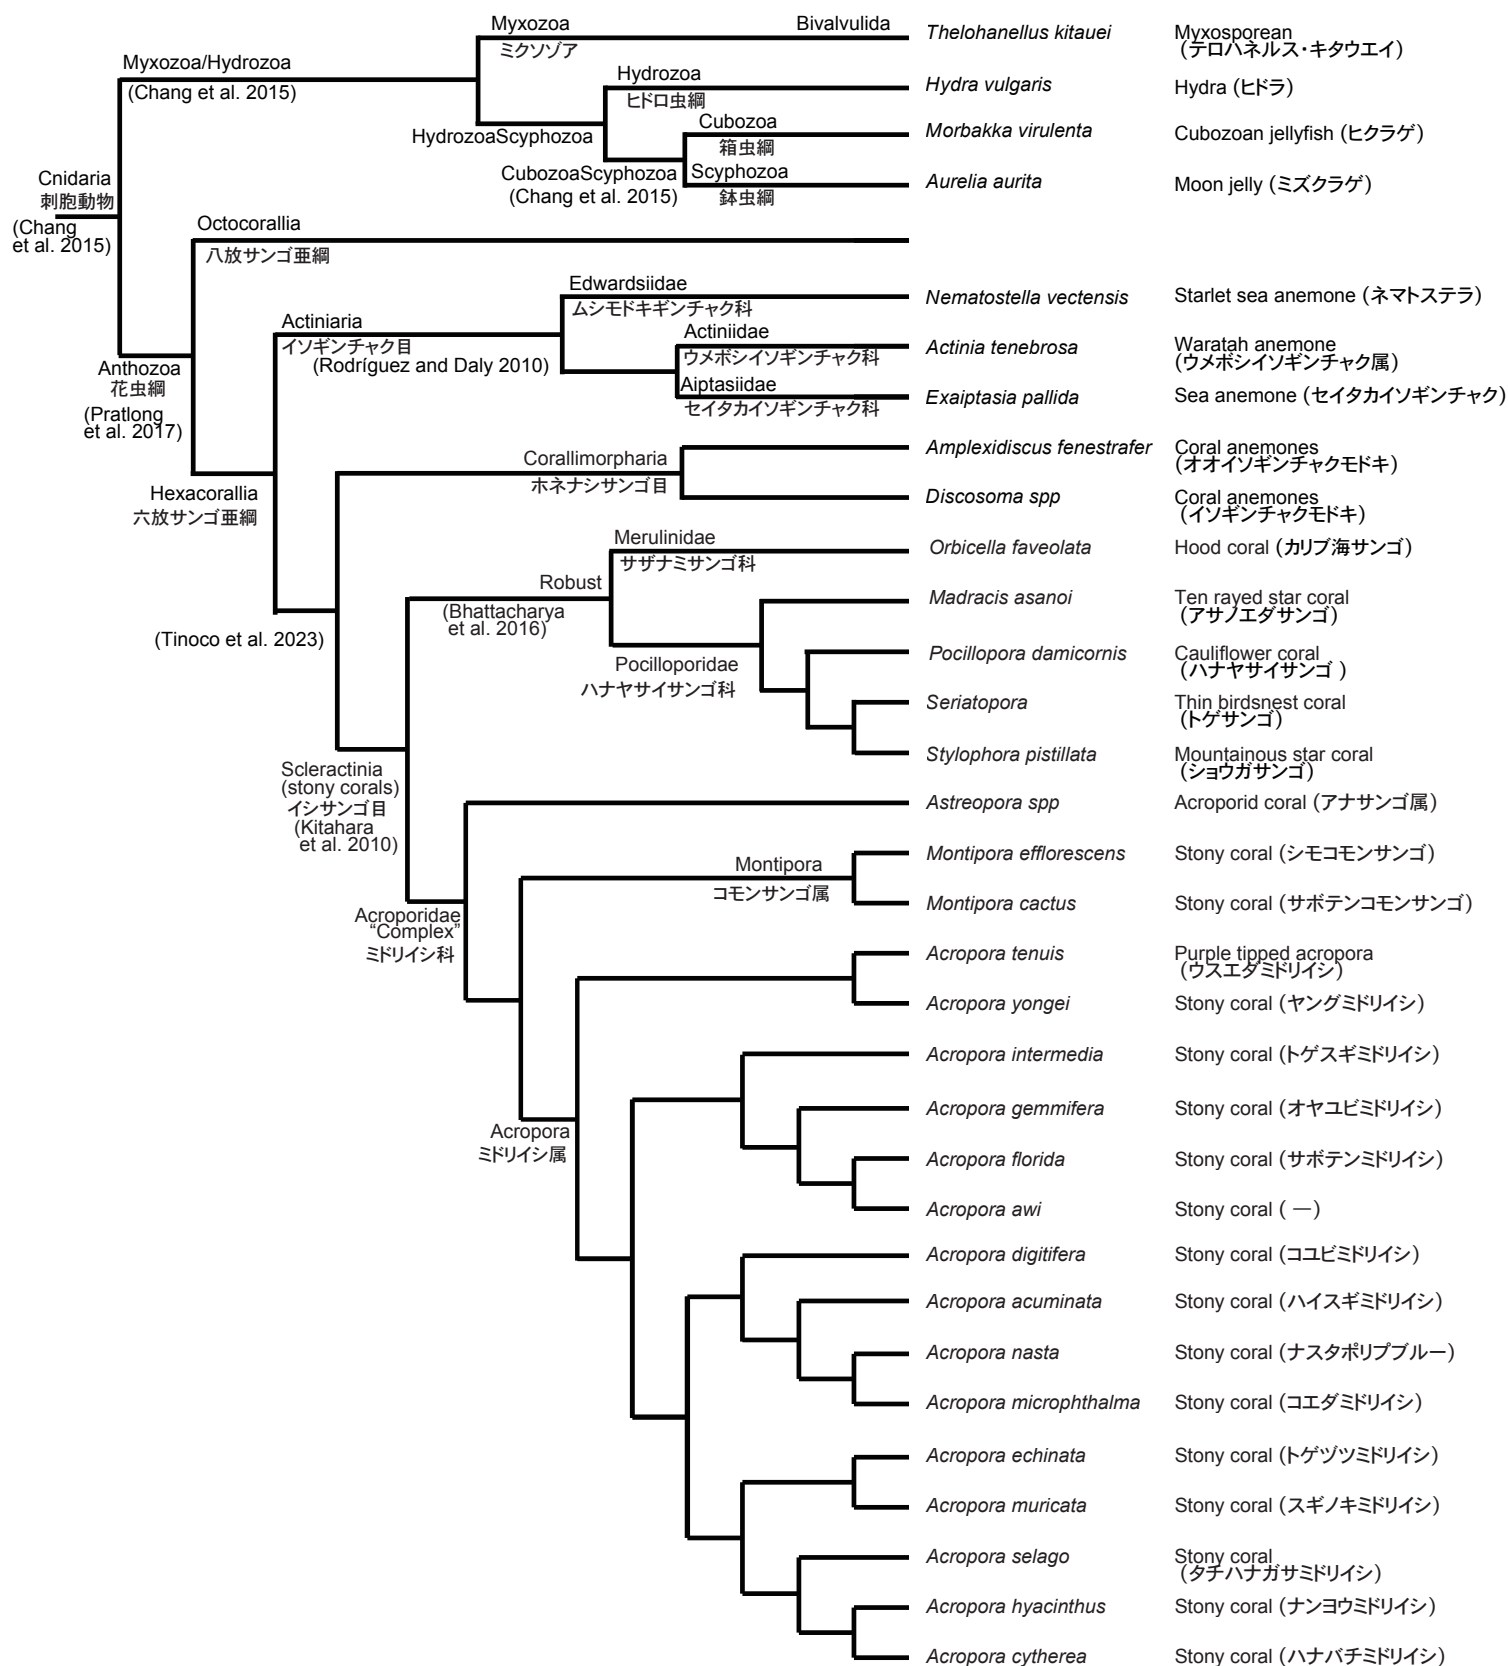 Myxozoa
Bivalvulida
Thelohanellus kitauei
Myxosporean
ミクソゾア
(テロハネルス・キタウエイ)
Myxozoa/Hydrozoa
(Chang et al. 2015)
Hydrozoa
ヒドロ虫綱
Hydra vulgaris
Hydra (ヒドラ)
HydrozoaScyphozoa
Cubozoa
箱虫綱
Morbakka virulenta
Cubozoan jellyfish (ヒクラゲ)
CubozoaScyphozoa
(Chang et al. 2015)
Scyphozoa
鉢虫綱
Aurelia aurita
Moon jelly (ミズクラゲ)
Cnidaria
刺胞動物
(Chang
et al. 2015)
Octocorallia
八放サンゴ亜綱
Edwardsiidae
ムシモドキギンチャク科
Nematostella vectensis
Starlet sea anemone (ネマトステラ)
Actiniaria
イソギンチャク目
(Rodríguez and Daly 2010)
Actiniidae
ウメボシイソギンチャク科
Actinia tenebrosa
Waratah anemone
(ウメボシイソギンチャク属)
Aiptasiidae
セイタカイソギンチャク科
Exaiptasia pallida
Sea anemone (セイタカイソギンチャク)
Anthozoa
花虫綱
(Pratlong
et al. 2017)
Corallimorpharia
ホネナシサンゴ目
Amplexidiscus fenestrafer
Coral anemones
(オオイソギンチャクモドキ)
Discosoma spp
Coral anemones
(イソギンチャクモドキ)
Hexacorallia
六放サンゴ亜綱
Merulinidae
サザナミサンゴ科
Orbicella faveolata
Hood coral (カリブ海サンゴ)
Robust
(Bhattacharya
et al. 2016)
Madracis asanoi
Ten rayed star coral
(アサノエダサンゴ)
(Tinoco et al. 2023)
Pocilloporidae
ハナヤサイサンゴ科
Pocillopora damicornis
Cauliflower coral
(ハナヤサイサンゴ )
Seriatopora
Thin birdsnest coral
(トゲサンゴ)
Stylophora pistillata
Mountainous star coral
(ショウガサンゴ)
Scleractinia
(stony corals)
イシサンゴ目
(Kitahara
et al. 2010)
Astreopora spp
Acroporid coral (アナサンゴ属)
Montipora
コモンサンゴ属
Montipora efflorescens
Stony coral (シモコモンサンゴ)
Montipora cactus
Stony coral (サボテンコモンサンゴ)
Acroporidae
“Complex”
ミドリイシ科
Acropora tenuis
Purple tipped acropora
(ウスエダミドリイシ)
Acropora yongei
Stony coral (ヤングミドリイシ)
Acropora intermedia
Stony coral (トゲスギミドリイシ)
Acropora
ミドリイシ属
Acropora gemmifera
Stony coral (オヤユビミドリイシ)
Acropora florida
Stony coral (サボテンミドリイシ)
Acropora awi
Stony coral ( ―)
Acropora digitifera
Stony coral (コユビミドリイシ)
Acropora acuminata
Stony coral (ハイスギミドリイシ)
Acropora nasta
Stony coral (ナスタポリプブルー)
Acropora microphthalma
Stony coral (コエダミドリイシ)
Acropora echinata
Stony coral (トゲヅツミドリイシ)
Acropora muricata
Stony coral (スギノキミドリイシ)
Acropora selago
Stony coral
(タチハナガサミドリイシ)
Acropora hyacinthus
Stony coral (ナンヨウミドリイシ)
Acropora cytherea
Stony coral (ハナバチミドリイシ)